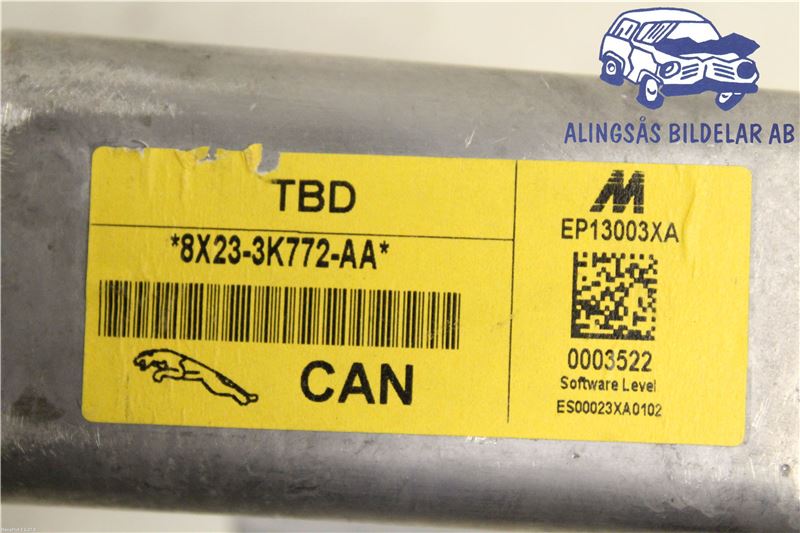 ALINGSÅS BILDELAR AB
TBD
*8X23-3K772-AA*
CAN
M
EP13003XA
0003522
Software Level
ES00023XA0102